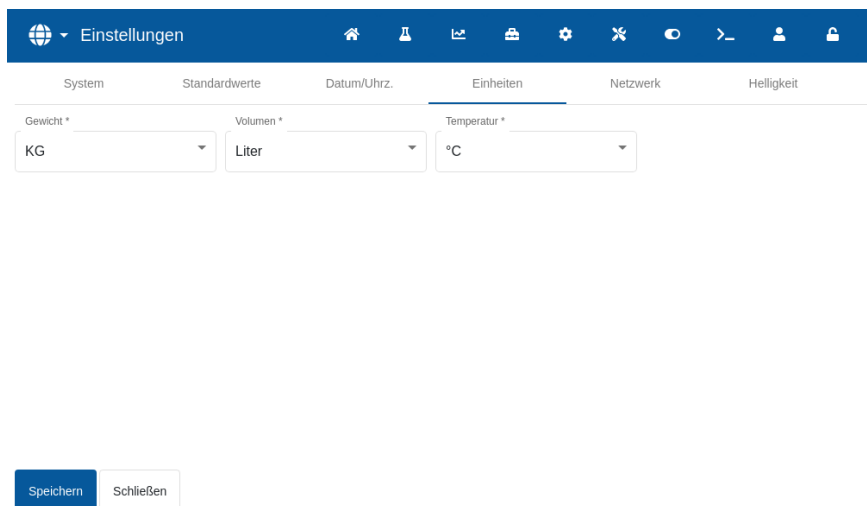 Einstellungen
System Standardwerte Datum/Uhrz. Einheiten Netzwerk Helligkeit
Gewicht * Volumen * Temperatur *
KG Liter °C
Speichern Schließen